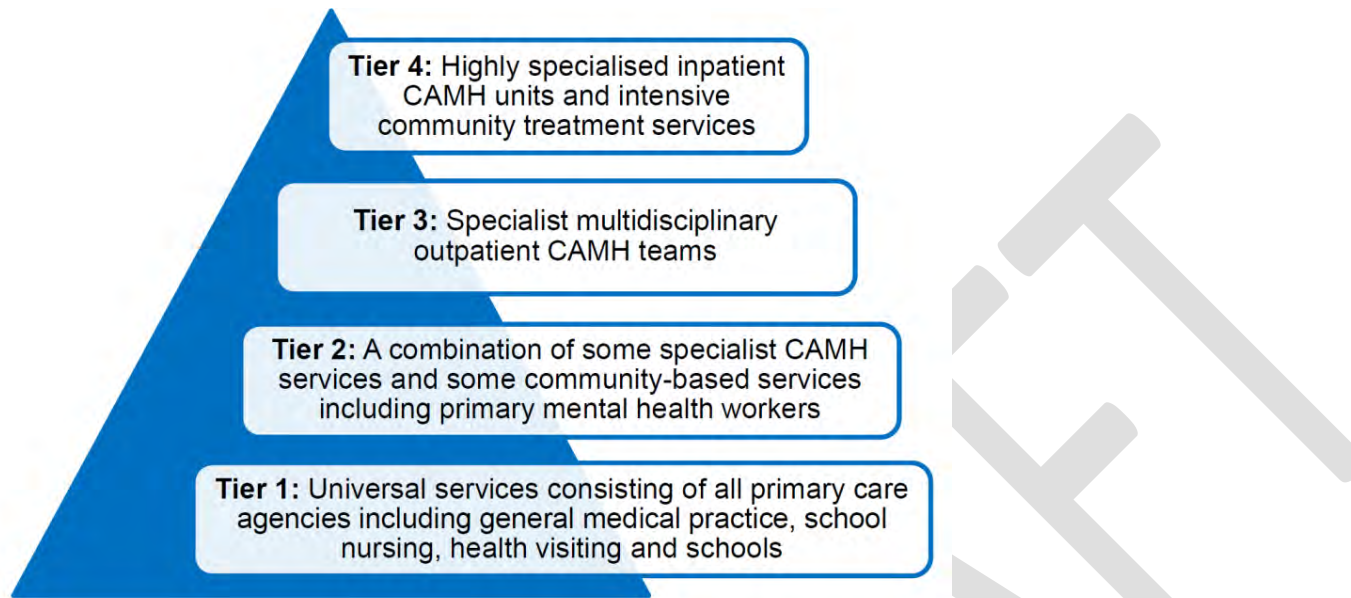 Tier 4: Highly specialised inpatient
CAMH units and intensive
community treatment services
Tier 3: Specialist multidisciplinary
outpatient CAMH teams
Tier 2: A combination of some specialist CAMH
services and some community-based services
including primary mental health workers
Tier 1: Universal services consisting of all primary care
agencies including general medical practice, school
nursing, health visiting and schools